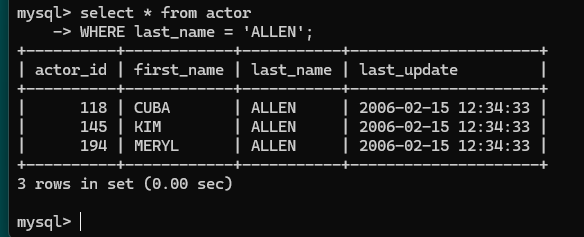 mysql> select * from actor
    -> WHERE last_name = 'ALLEN';
+----------+------------+-----------+---------------------+
| actor_id | first_name | last_name | last_update         |
+----------+------------+-----------+---------------------+
|      118 | CUBA       | ALLEN     | 2006-02-15 12:34:33 |
|      145 | KIM        | ALLEN     | 2006-02-15 12:34:33 |
|      194 | MERYL      | ALLEN     | 2006-02-15 12:34:33 |
+----------+------------+-----------+---------------------+
3 rows in set (0.00 sec)
mysql>